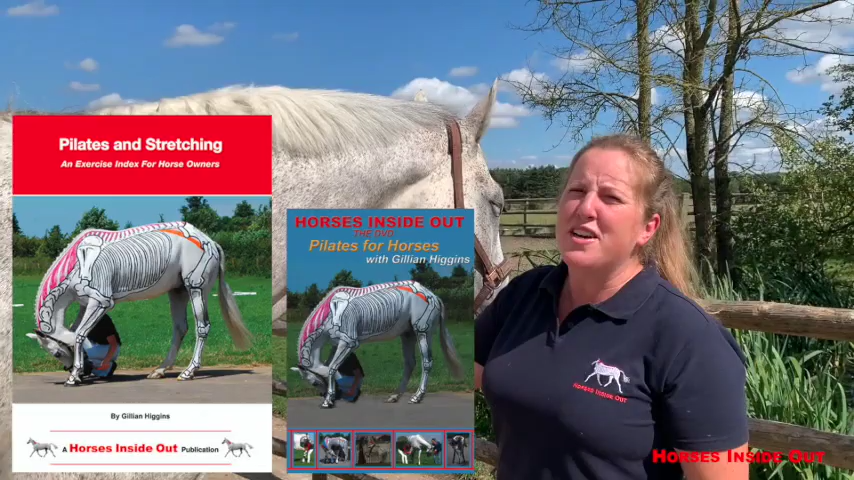 Pilates and Stretching
An Exercise Index For Horse Owners
By Gillian Higgins
A Horses Inside Out Publication
HORSES INSIDE OUT
THE DVD
Pilates for Horses
with Gillian Higgins
HORSES INSIDE OUT
HORSES INSIDE OUT